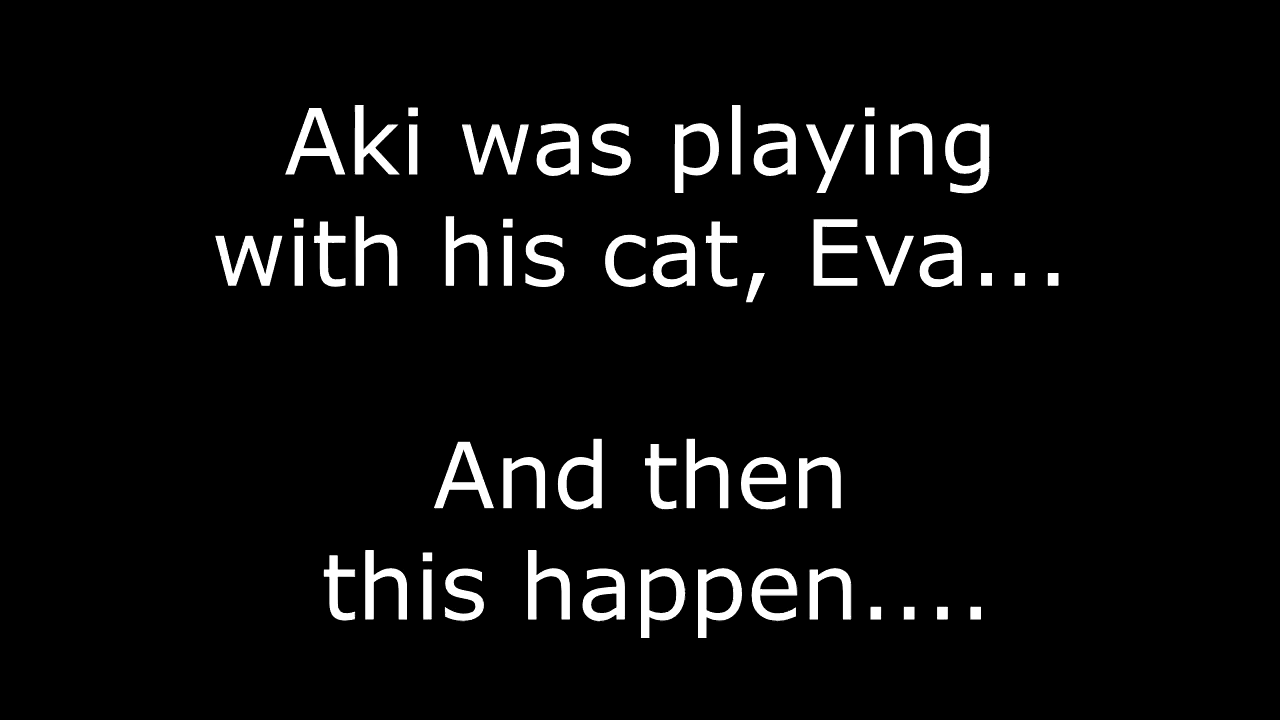 Aki was playing
with his cat, Eva...
And then
this happen....